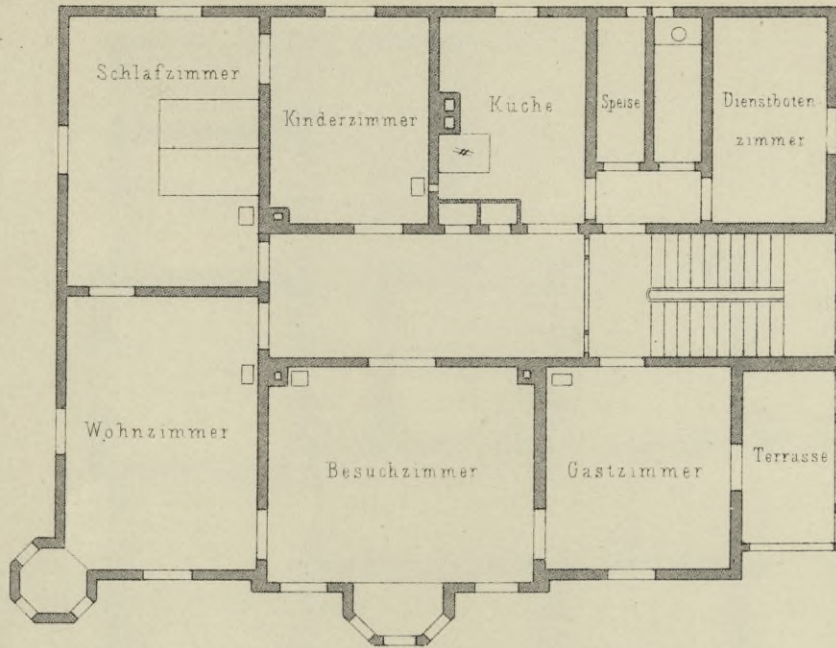 Schlafzimmer
Kinderzimmer
Kuche
Speise
Dienstboten
zimmer
Wohnzimmer
Besuchzimmer
Gastzimmer
Terrasse